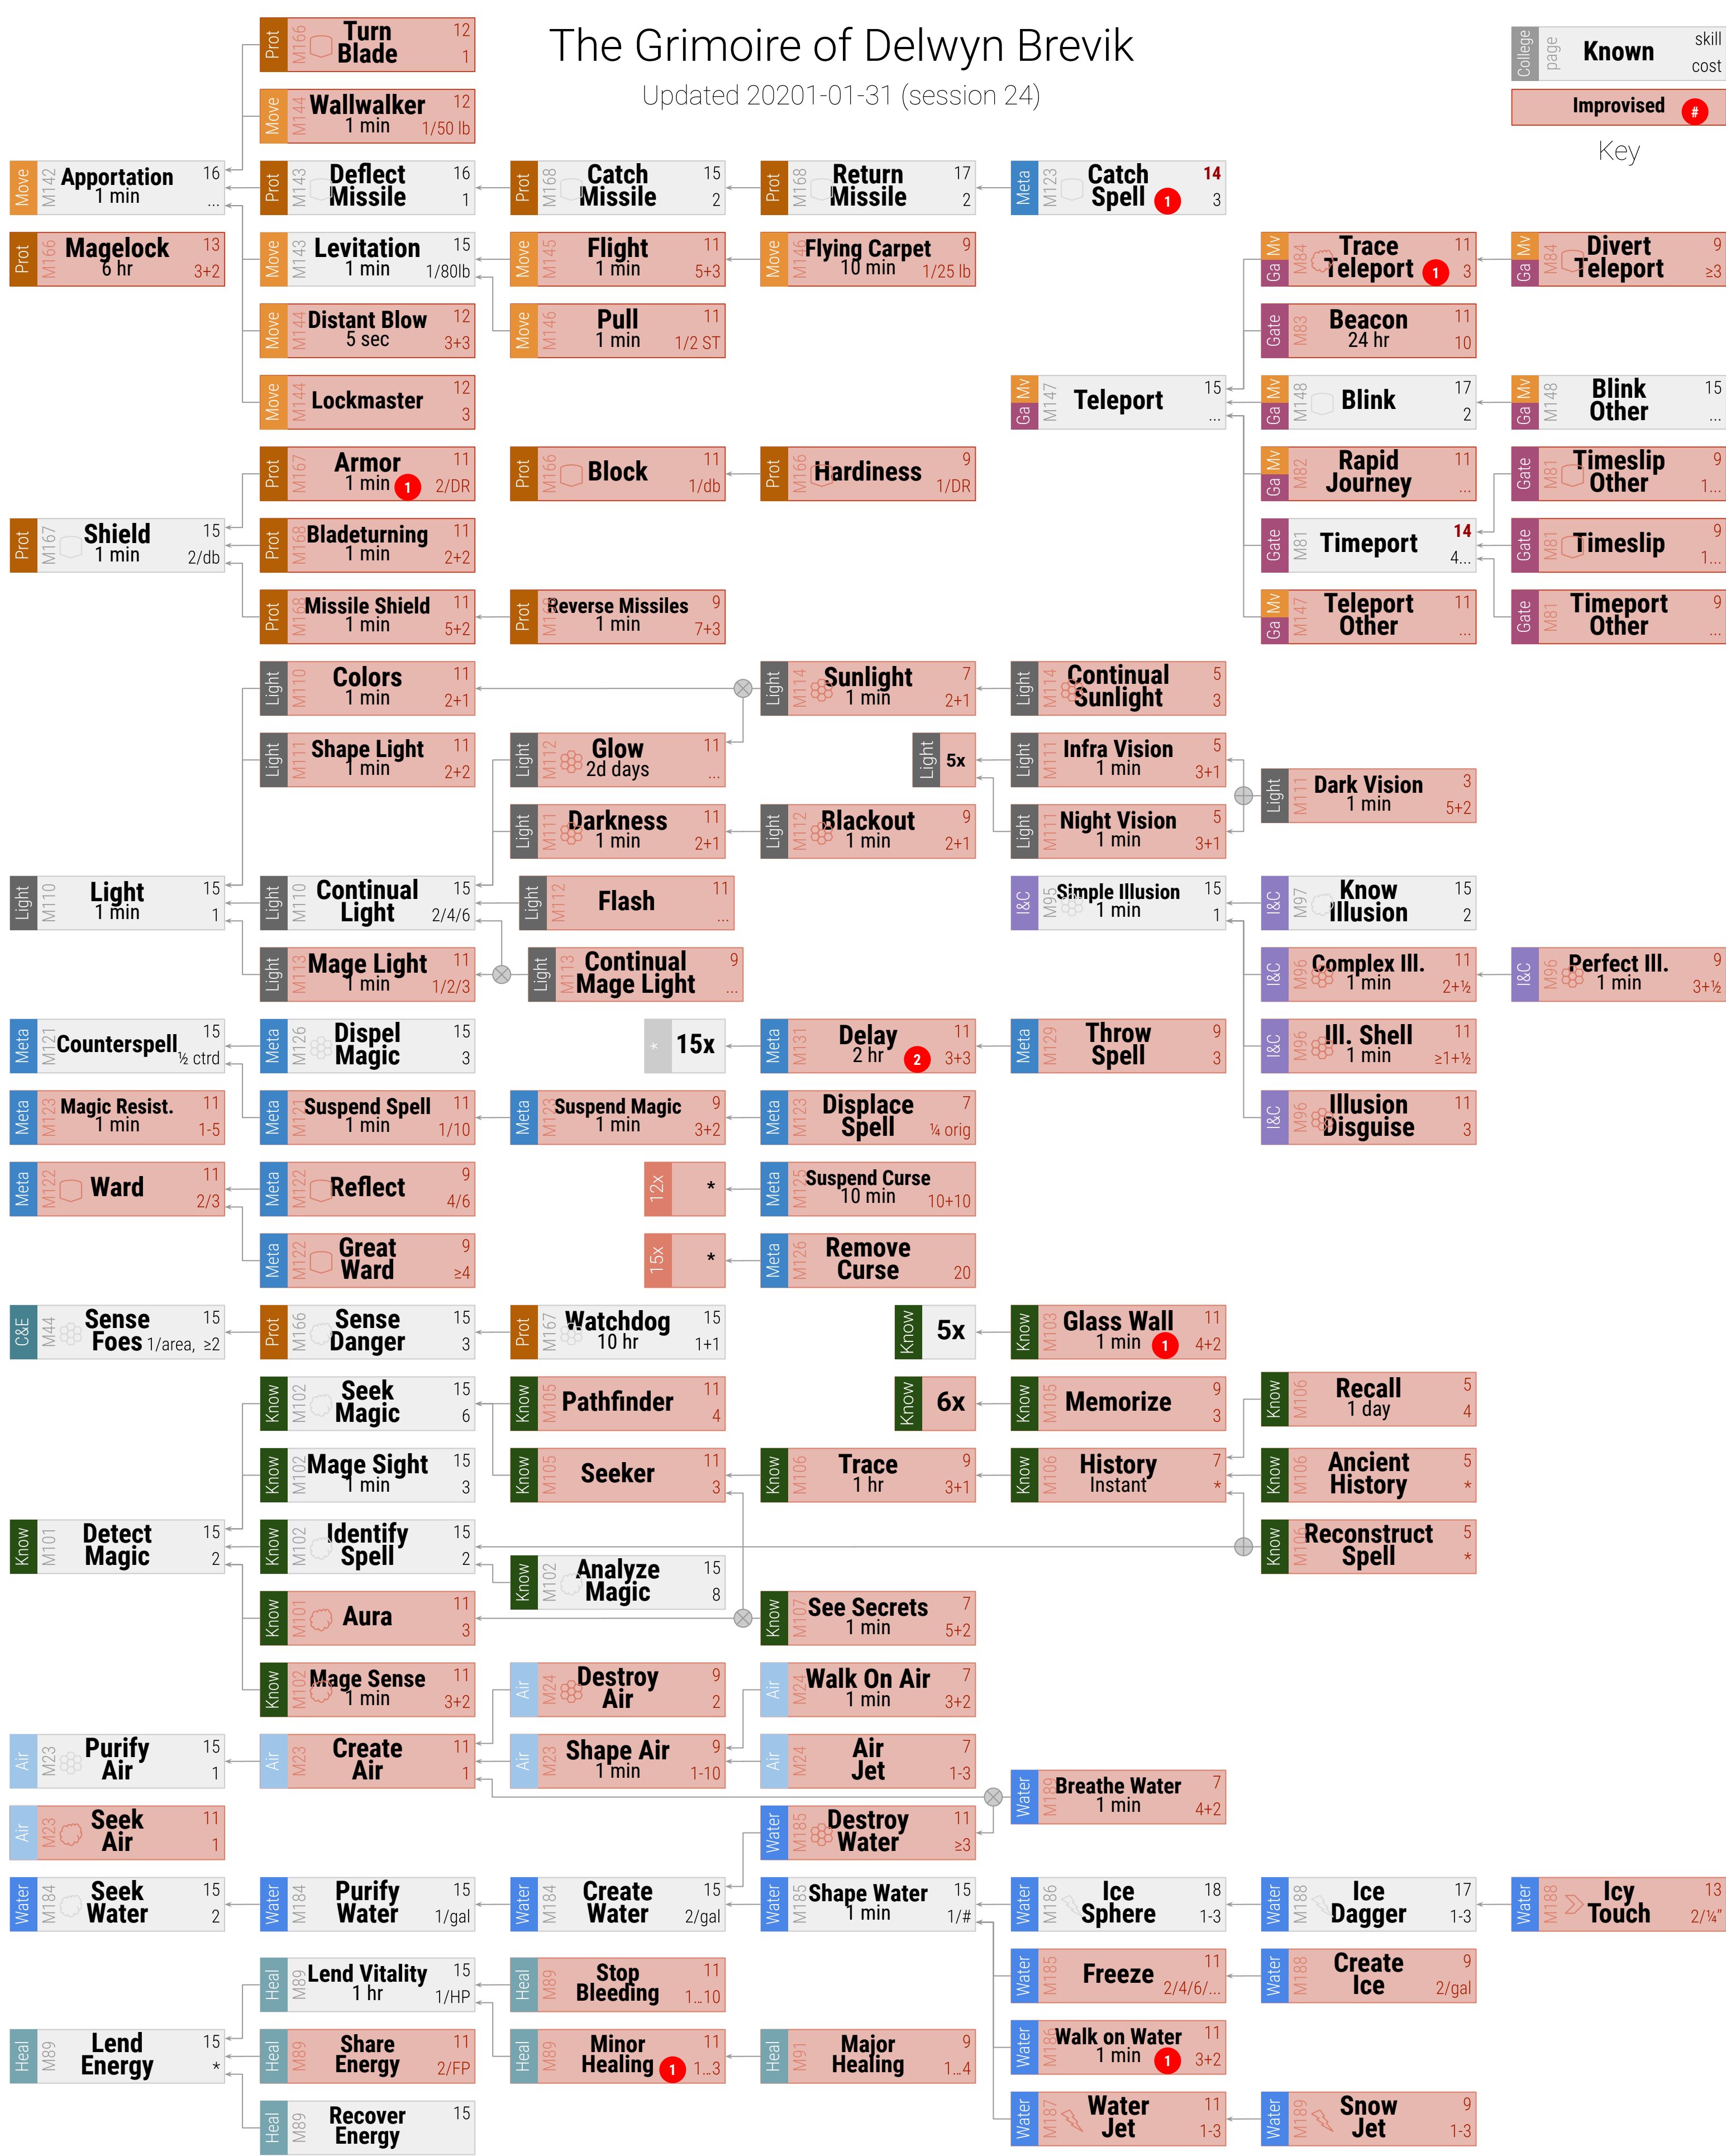 The Grimoire of Delwyn Brevik
Updated 20201-01-31 (session 24)
College
page
Known
skill
cost
Improvised
#
Key
Prot
M166
Turn
Blade
12
1
Move
M144
Wallwalker
1 min
12
1/50 lb
Move
M142
Apportation
1 min
16
...
Prot
M143
Deflect
Missile
16
1
Prot
M168
Catch
Missile
15
2
Prot
M168
Return
Missile
17
2
Meta
M123
Catch
Spell
1
14
3
Prot
M166
Magelock
6 hr
13
3+2
Move
M143
Levitation
1 min
15
1/80lb
Move
M145
Flight
1 min
11
5+3
Move
M146
Flying Carpet
10 min
9
1/25 lb
Ga Mv
M84
Trace
Teleport
1
11
3
Ga Mv
M84
Divert
Teleport
9
≥3
Move
M144
Distant Blow
5 sec
12
3+3
Move
M146
Pull
1 min
11
1/2 ST
Gate
M83
Beacon
24 hr
11
10
Move
M144
Lockmaster
12
3
Ga Mv
M147
Teleport
15
...
Ga Mv
M148
Blink
17
2
Ga Mv
M148
Blink
Other
15
...
Prot
M167
Armor
1 min
1
11
2/DR
Prot
M166
Block
11
1/db
Prot
M166
Hardiness
9
1/DR
Ga Mv
M82
Rapid
Journey
11
...
Gate
M81
Timeslip
Other
9
1...
Prot
M167
Shield
1 min
15
2/db
Prot
M168
Bladeturning
1 min
11
2+2
Gate
M81
Timeport
14
4...
Gate
M81
Timeslip
9
1...
Prot
M168
Missile Shield
1 min
11
5+2
Prot
Reverse Missiles
1 min
9
7+3
Ga Mv
M147
Teleport
Other
11
...
Gate
M81
Timeport
Other
9
...
Light
M110
Colors
1 min
11
2+1
Light
M114
Sunlight
1 min
7
2+1
Light
M114
Continual
Sunlight
5
3
Light
M111
Shape Light
1 min
11
2+2
Light
M112
Glow
2d days
11
...
Light
5x
Light
M111
Infra Vision
1 min
5
3+1
Light
M111
Dark Vision
1 min
3
5+2
Light
M111
Darkness
1 min
11
2+1
Light
M112
Blackout
1 min
9
2+1
Light
M111
Night Vision
1 min
5
3+1
Light
M110
Light
1 min
15
1
Light
M110
Continual
Light
15
2/4/6
Light
M112
Flash
11
...
I&C
M95
Simple Illusion
1 min
15
1
I&C
M97
Know
Illusion
15
2
Light
M113
Mage Light
1 min
11
1/2/3
Light
M113
Continual
Mage Light
9
...
I&C
M96
Complex Ill.
1 min
11
2+½
I&C
M96
Perfect Ill.
1 min
9
3+½
Meta
M121
Counterspell
15
½ ctrd
Meta
M126
Dispel
Magic
15
3
*
15x
Meta
M131
Delay
2 hr
2
11
3+3
Meta
M129
Throw
Spell
9
3
I&C
M96
Ill. Shell
1 min
11
≥1+½
Meta
M123
Magic Resist.
1 min
11
1-5
Meta
M121
Suspend Spell
1 min
11
1/10
Meta
M123
Suspend Magic
1 min
9
3+2
Meta
M123
Displace
Spell
7
¼ orig
I&C
M96
Illusion
Disguise
11
3
Meta
M122
Ward
11
2/3
Meta
M122
Reflect
9
4/6
12x
*
Meta
M125
Suspend Curse
10 min
10+10
Meta
M122
Great
Ward
9
≥4
15x
*
Meta
M126
Remove
Curse
20
C&E
M44
Sense
Foes
15
1/area, ≥2
Prot
M166
Sense
Danger
15
3
Prot
M167
Watchdog
10 hr
15
1+1
Know
5x
Know
M103
Glass Wall
1 min
1
11
4+2
Know
M102
Seek
Magic
15
6
Know
M105
Pathfinder
11
4
Know
6x
Know
M105
Memorize
9
3
Know
M106
Recall
1 day
5
4
Know
M102
Mage Sight
1 min
15
3
Know
M105
Seeker
11
3
Know
M106
Trace
1 hr
9
3+1
Know
M106
History
Instant
7
*
Know
M106
Ancient
History
5
*
Know
M101
Detect
Magic
15
2
Know
M102
Identify
Spell
15
2
Know
M106
Reconstruct
Spell
5
*
Know
M102
Analyze
Magic
15
8
Know
M101
Aura
11
3
Know
M107
See Secrets
1 min
7
5+2
Know
M102
Mage Sense
1 min
11
3+2
Air
M24
Destroy
Air
9
2
Air
M24
Walk On Air
1 min
7
3+2
Air
M23
Purify
Air
15
1
Air
M23
Create
Air
11
1
Air
M23
Shape Air
1 min
9
1-10
Air
M24
Air
Jet
7
1-3
Water
M189
Breathe Water
1 min
7
4+2
Air
M23
Seek
Air
11
1
Water
M185
Destroy
Water
11
≥3
Water
M184
Seek
Water
15
2
Water
M184
Purify
Water
15
1/gal
Water
M184
Create
Water
15
2/gal
Water
M185
Shape Water
1 min
15
1/#
Water
M186
Ice
Sphere
18
1-3
Water
M188
Ice
Dagger
17
1-3
Water
M188
Icy
Touch
13
2/¼"
Heal
M89
Lend Vitality
1 hr
15
1/HP
Heal
M89
Stop
Bleeding
11
1...10
Water
M185
Freeze
11
2/4/6/...
Water
M188
Create
Ice
9
2/gal
Heal
M89
Lend
Energy
15
*
Heal
M89
Share
Energy
11
2/FP
Heal
M89
Minor
Healing
1
11
1...3
Heal
M91
Major
Healing
9
1...4
Water
M186
Walk on Water
1 min
1
11
3+2
Heal
M89
Recover
Energy
15
Water
M187
Water
Jet
11
1-3
Water
M189
Snow
Jet
9
1-3